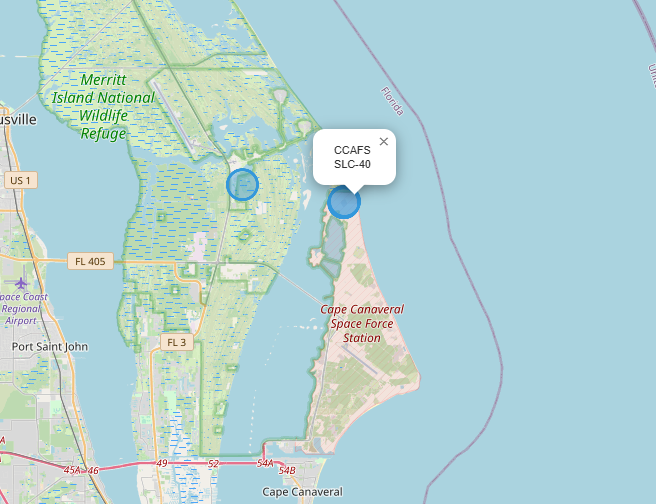 Merritt
Island National
Wildlife
Refuge
usville
Florida
CCAFS
SLC-40
×
US 1
FL 405
pace Coast
Regional
Airport
Cape Canaveral
Space Force
Station
FL 3
Port Saint John
45A
46
49
52
54A
54B
Cape Canaveral